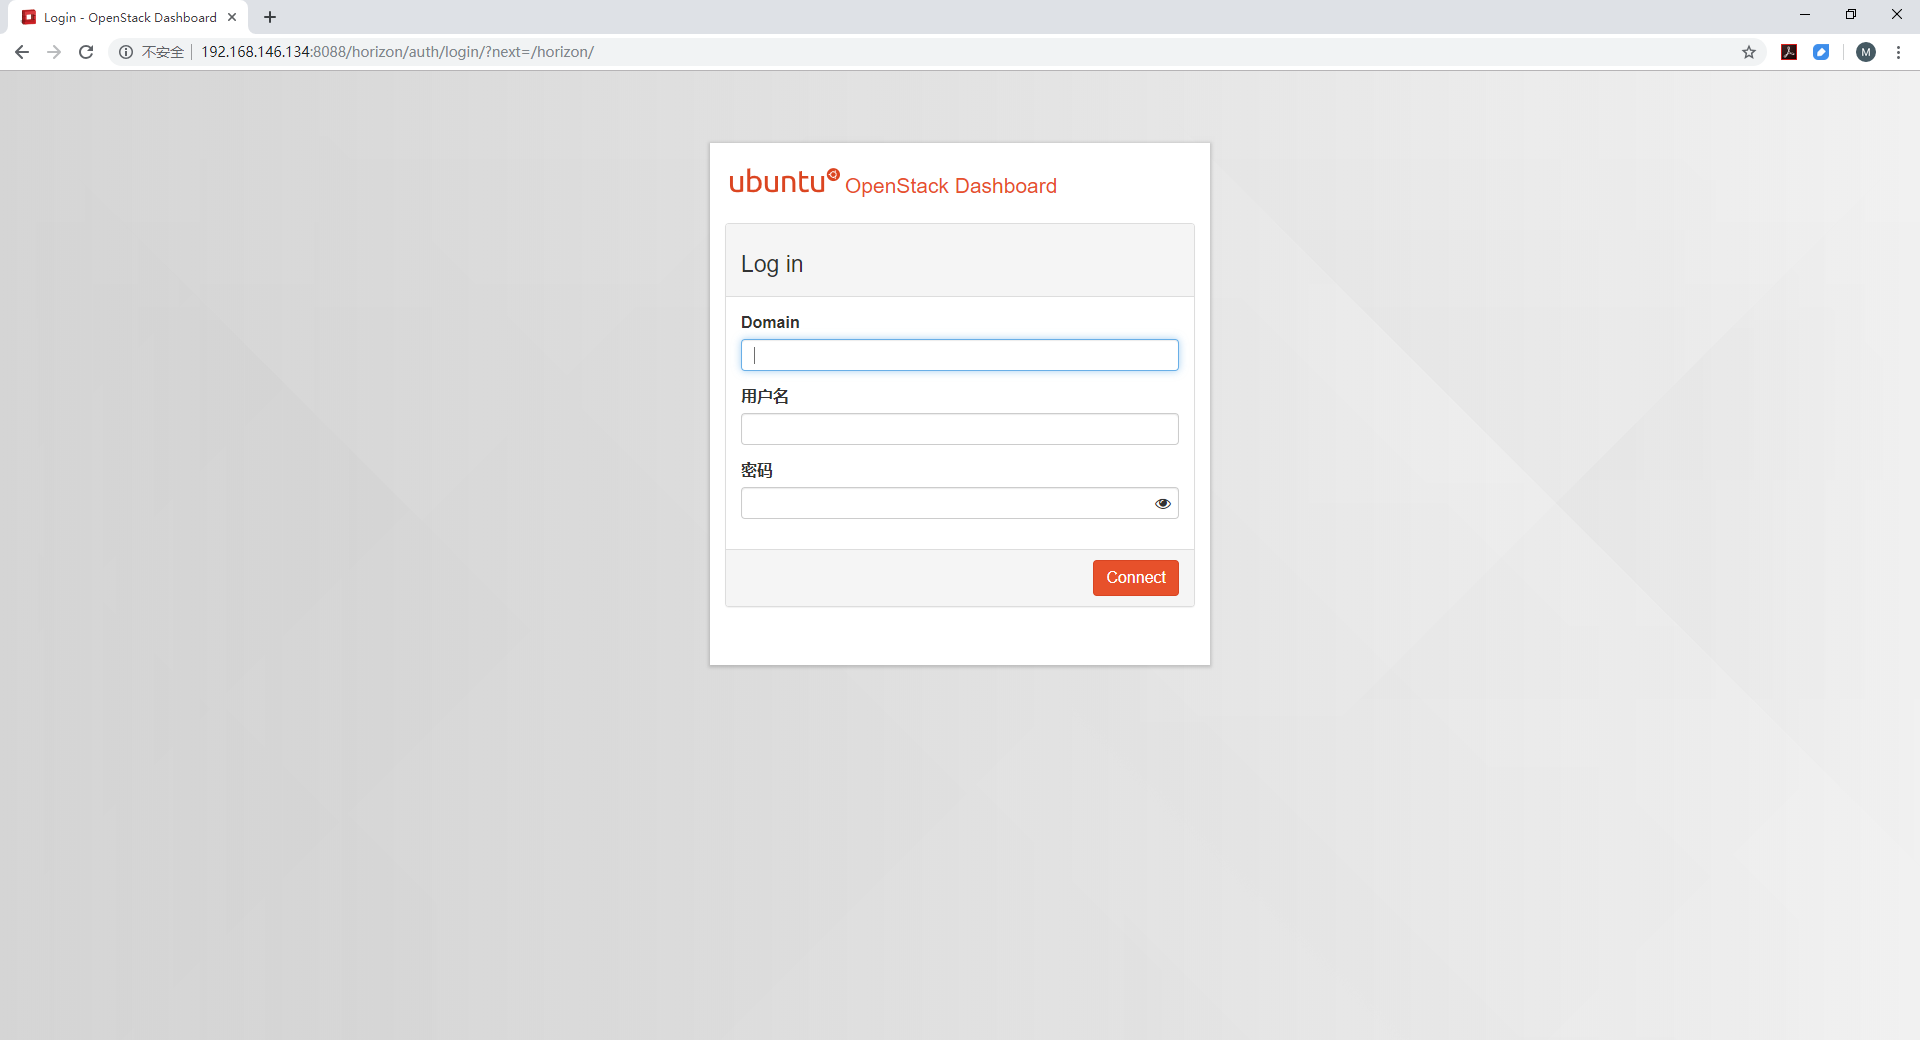 Login - OpenStack Dashboard
不安全
192.168.146.134:8088/horizon/auth/login/?next=/horizon/
M
ubuntu OpenStack Dashboard
Log in
Domain
用户名
密码
Connect